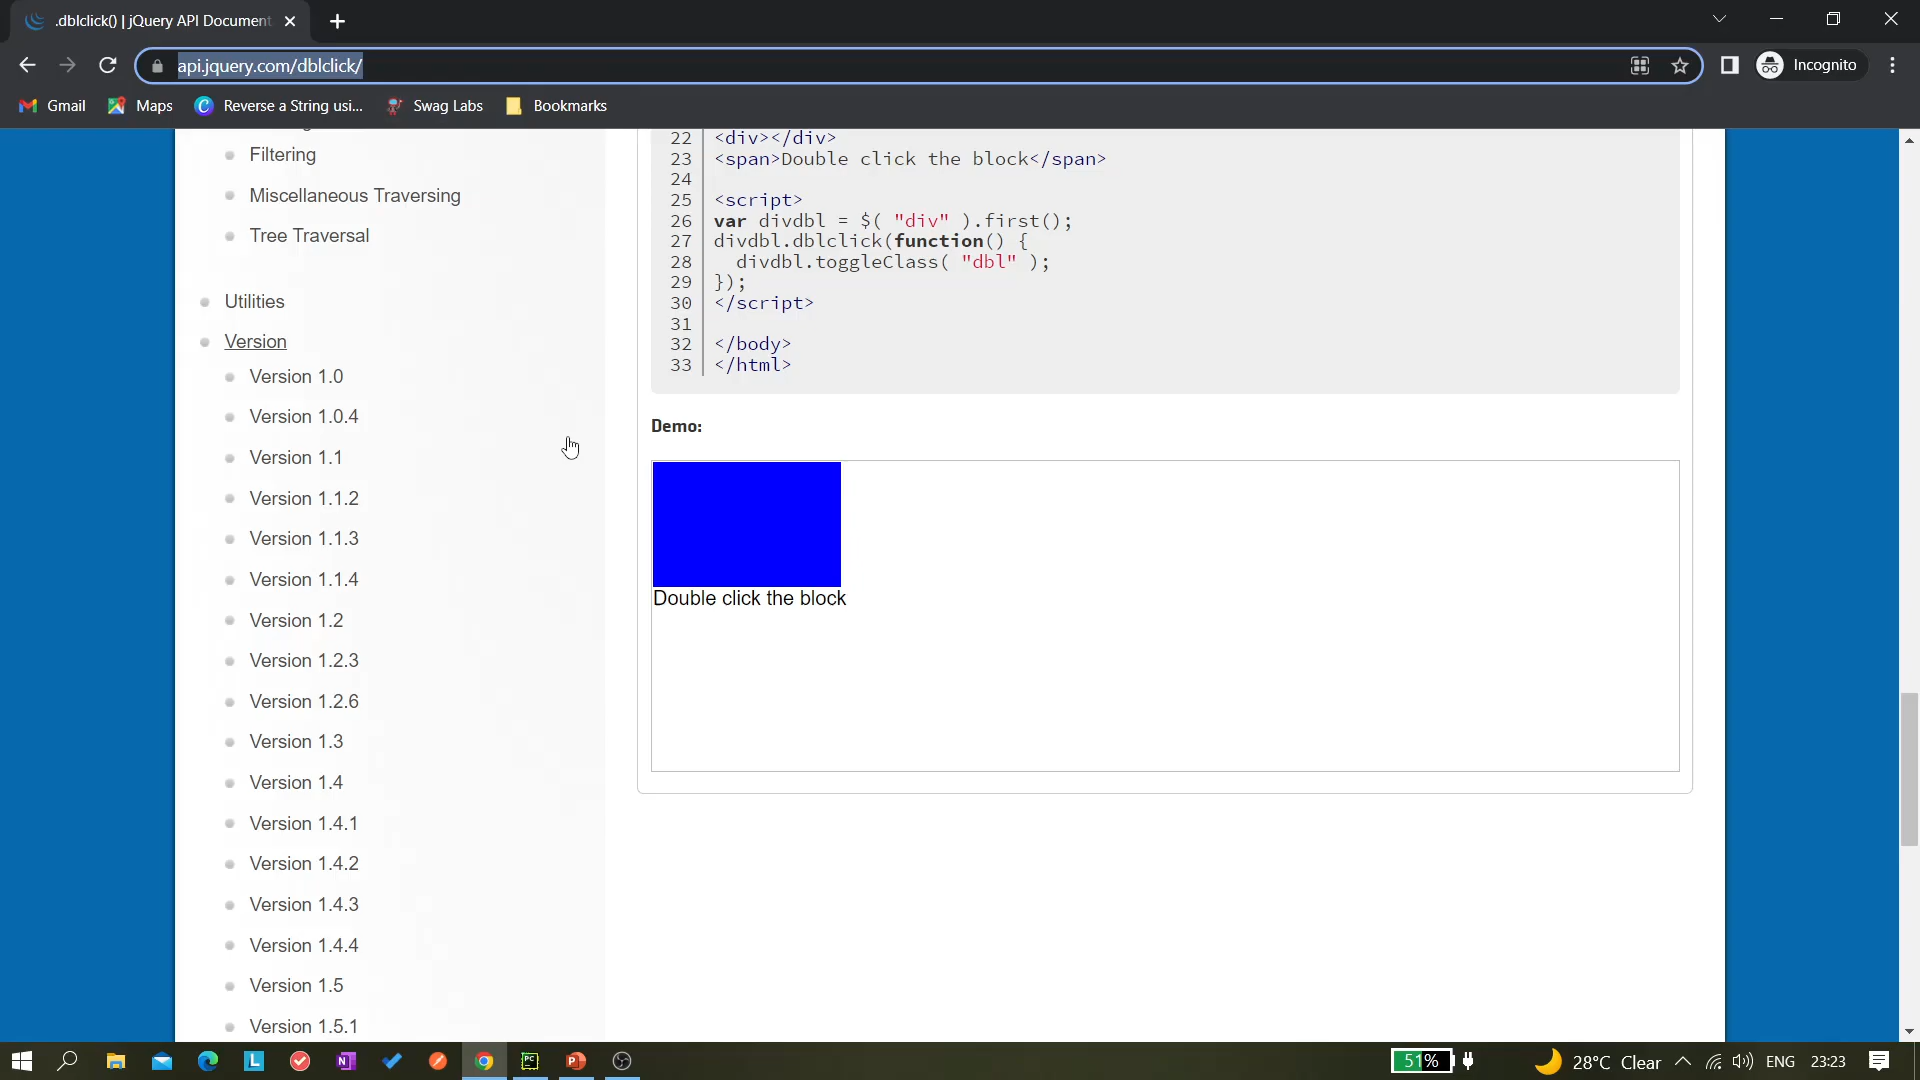 .dblclick() | jQuery API Document
api.jquery.com/dblclick/
Incognito
Gmail
Maps
Reverse a String usi...
Swag Labs
Bookmarks
Filtering
Miscellaneous Traversing
Tree Traversal
Utilities
Version
Version 1.0
Version 1.0.4
Version 1.1
Version 1.1.2
Version 1.1.3
Version 1.1.4
Version 1.2
Version 1.2.3
Version 1.2.6
Version 1.3
Version 1.4
Version 1.4.1
Version 1.4.2
Version 1.4.3
Version 1.4.4
Version 1.5
Version 1.5.1
22 <div></div>
23 <span>Double click the block</span>
24
25 <script>
26 var divdbl = $( "div" ).first();
27 divdbl.dblclick(function() {
28 divdbl.toggleClass( "dbl" );
29 });
30 </script>
31
32 </body>
33 </html>
Demo:
Double click the block
51%
28°C Clear
ENG
23:23